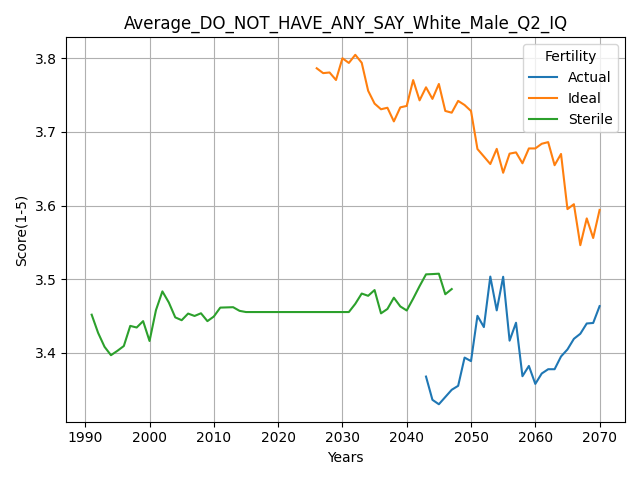 Average_DO_NOT_HAVE_ANY_SAY_White_Male_Q2_IQ
Fertility
Actual
Ideal
Sterile
Score(1-5)
3.8
3.7
3.6
3.5
3.4
1990 2000 2010 2020 2030 2040 2050 2060 2070
Years